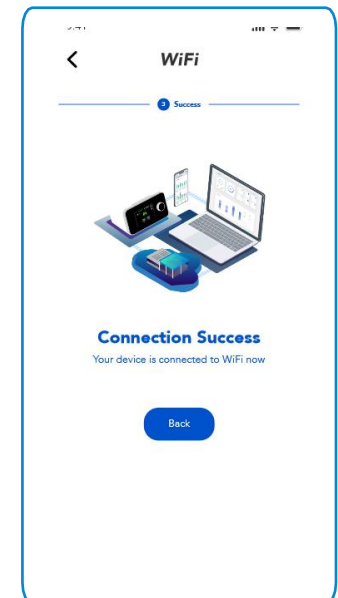 WiFi
3 Success
Connection Success
Your device is connected to WiFi now
Back